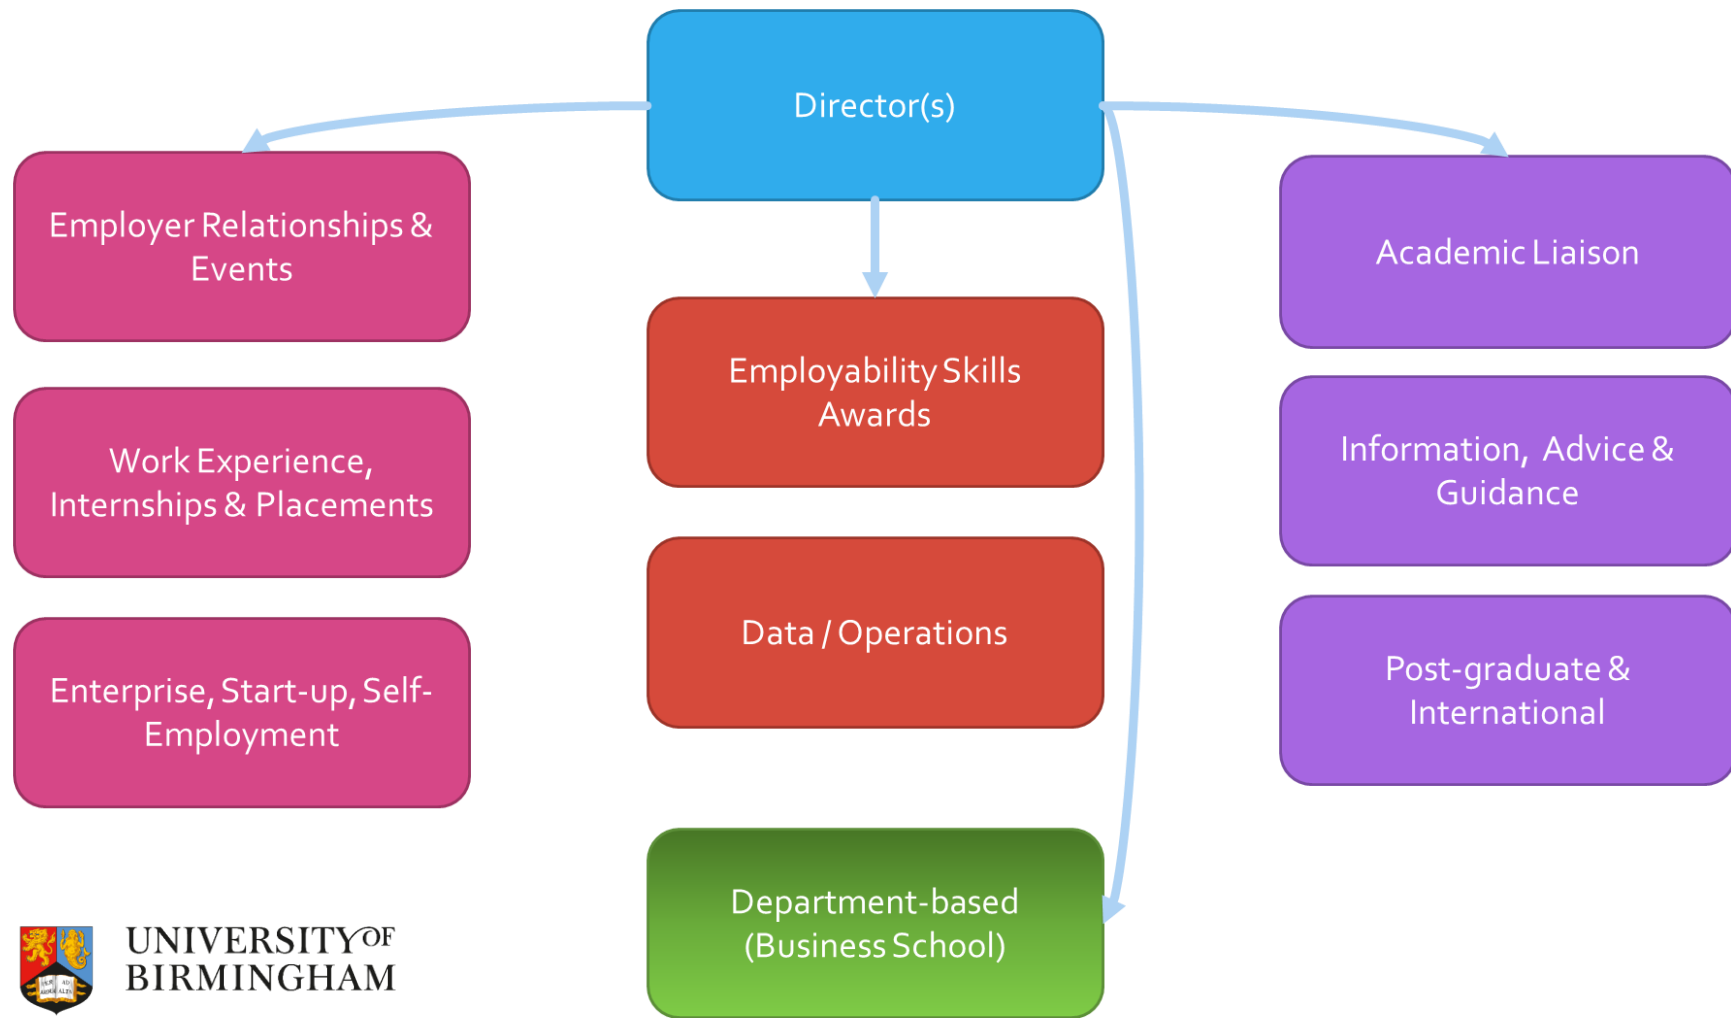 Director(s)
Employer Relationships &
Events
Work Experience,
Internships & Placements
Enterprise, Start-up, Self-
Employment
Employability Skills
Awards
Data / Operations
Department-based
(Business School)
Academic Liaison
Information, Advice &
Guidance
Post-graduate &
International
UNIVERSITY OF
BIRMINGHAM